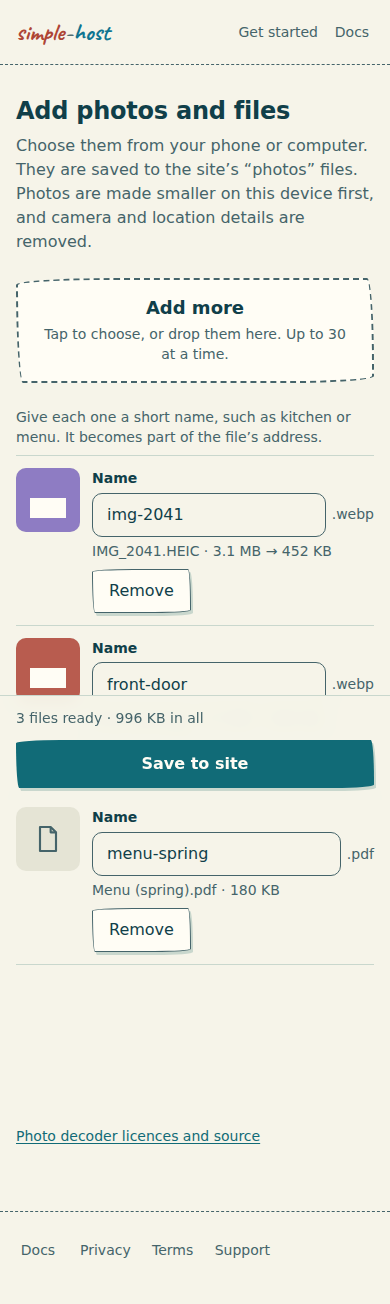 simple-host
Get started Docs
Add photos and files
Choose them from your phone or computer.
They are saved to the site’s “photos” files.
Photos are made smaller on this device first,
and camera and location details are
removed.
Add more
Tap to choose, or drop them here. Up to 30
at a time.
Give each one a short name, such as kitchen or
menu. It becomes part of the file’s address.
Name
img-2041 .webp
IMG_2041.HEIC · 3.1 MB → 452 KB
Remove
Name
front-door .webp
3 files ready · 996 KB in all
Save to site
Name
menu-spring .pdf
Menu (spring).pdf · 180 KB
Remove
Photo decoder licences and source
Docs Privacy Terms Support